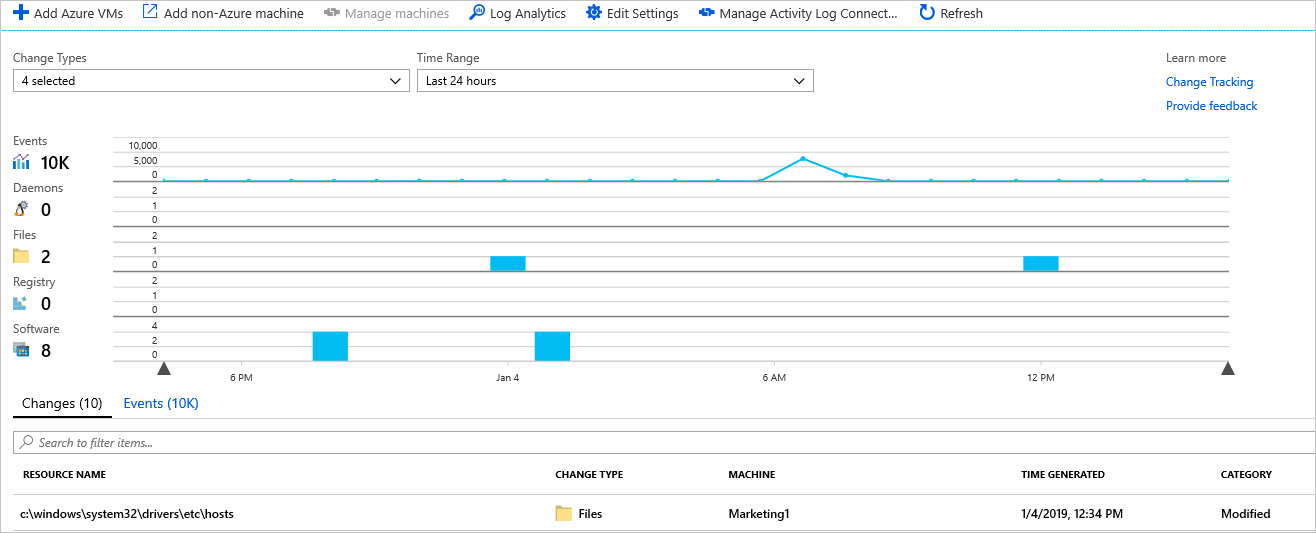 Add Azure VMs Add non-Azure machine Manage machines Log Analytics Edit Settings Manage Activity Log Connect... Refresh
Change Types Time Range Learn more
4 selected Last 24 hours Change Tracking
Provide feedback
Events
10K
10,000
5,000
0
Daemons
0
2
1
0
Files
2
2
1
0
Registry
0
2
1
0
Software
8
4
2
0
6 PM Jan 4 6 AM 12 PM
Changes (10) Events (10K)
Search to filter items...
RESOURCE NAME CHANGE TYPE MACHINE TIME GENERATED CATEGORY
c:\windows\system32\drivers\etc\hosts Files Marketing1 1/4/2019, 12:34 PM Modified